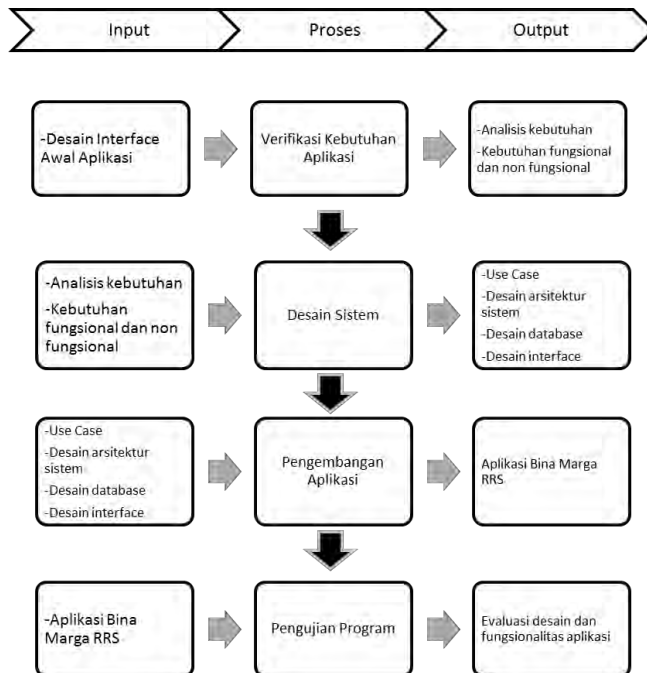 Input
Proses
Output
-Desain Interface
Awal Aplikasi
Verifikasi Kebutuhan
Aplikasi
-Analisis kebutuhan
-Kebutuhan fungsional
dan non fungsional
-Analisis kebutuhan
-Kebutuhan
fungsional dan non
fungsional
Desain Sistem
-Use Case
-Desain arsitektur
sistem
-Desain database
-Desain interface
-Use Case
-Desain arsitektur
sistem
-Desain database
-Desain interface
Pengembangan
Aplikasi
Aplikasi Bina Marga
RRS
-Aplikasi Bina
Marga RRS
Pengujian Program
Evaluasi desain dan
fungsionalitas aplikasi